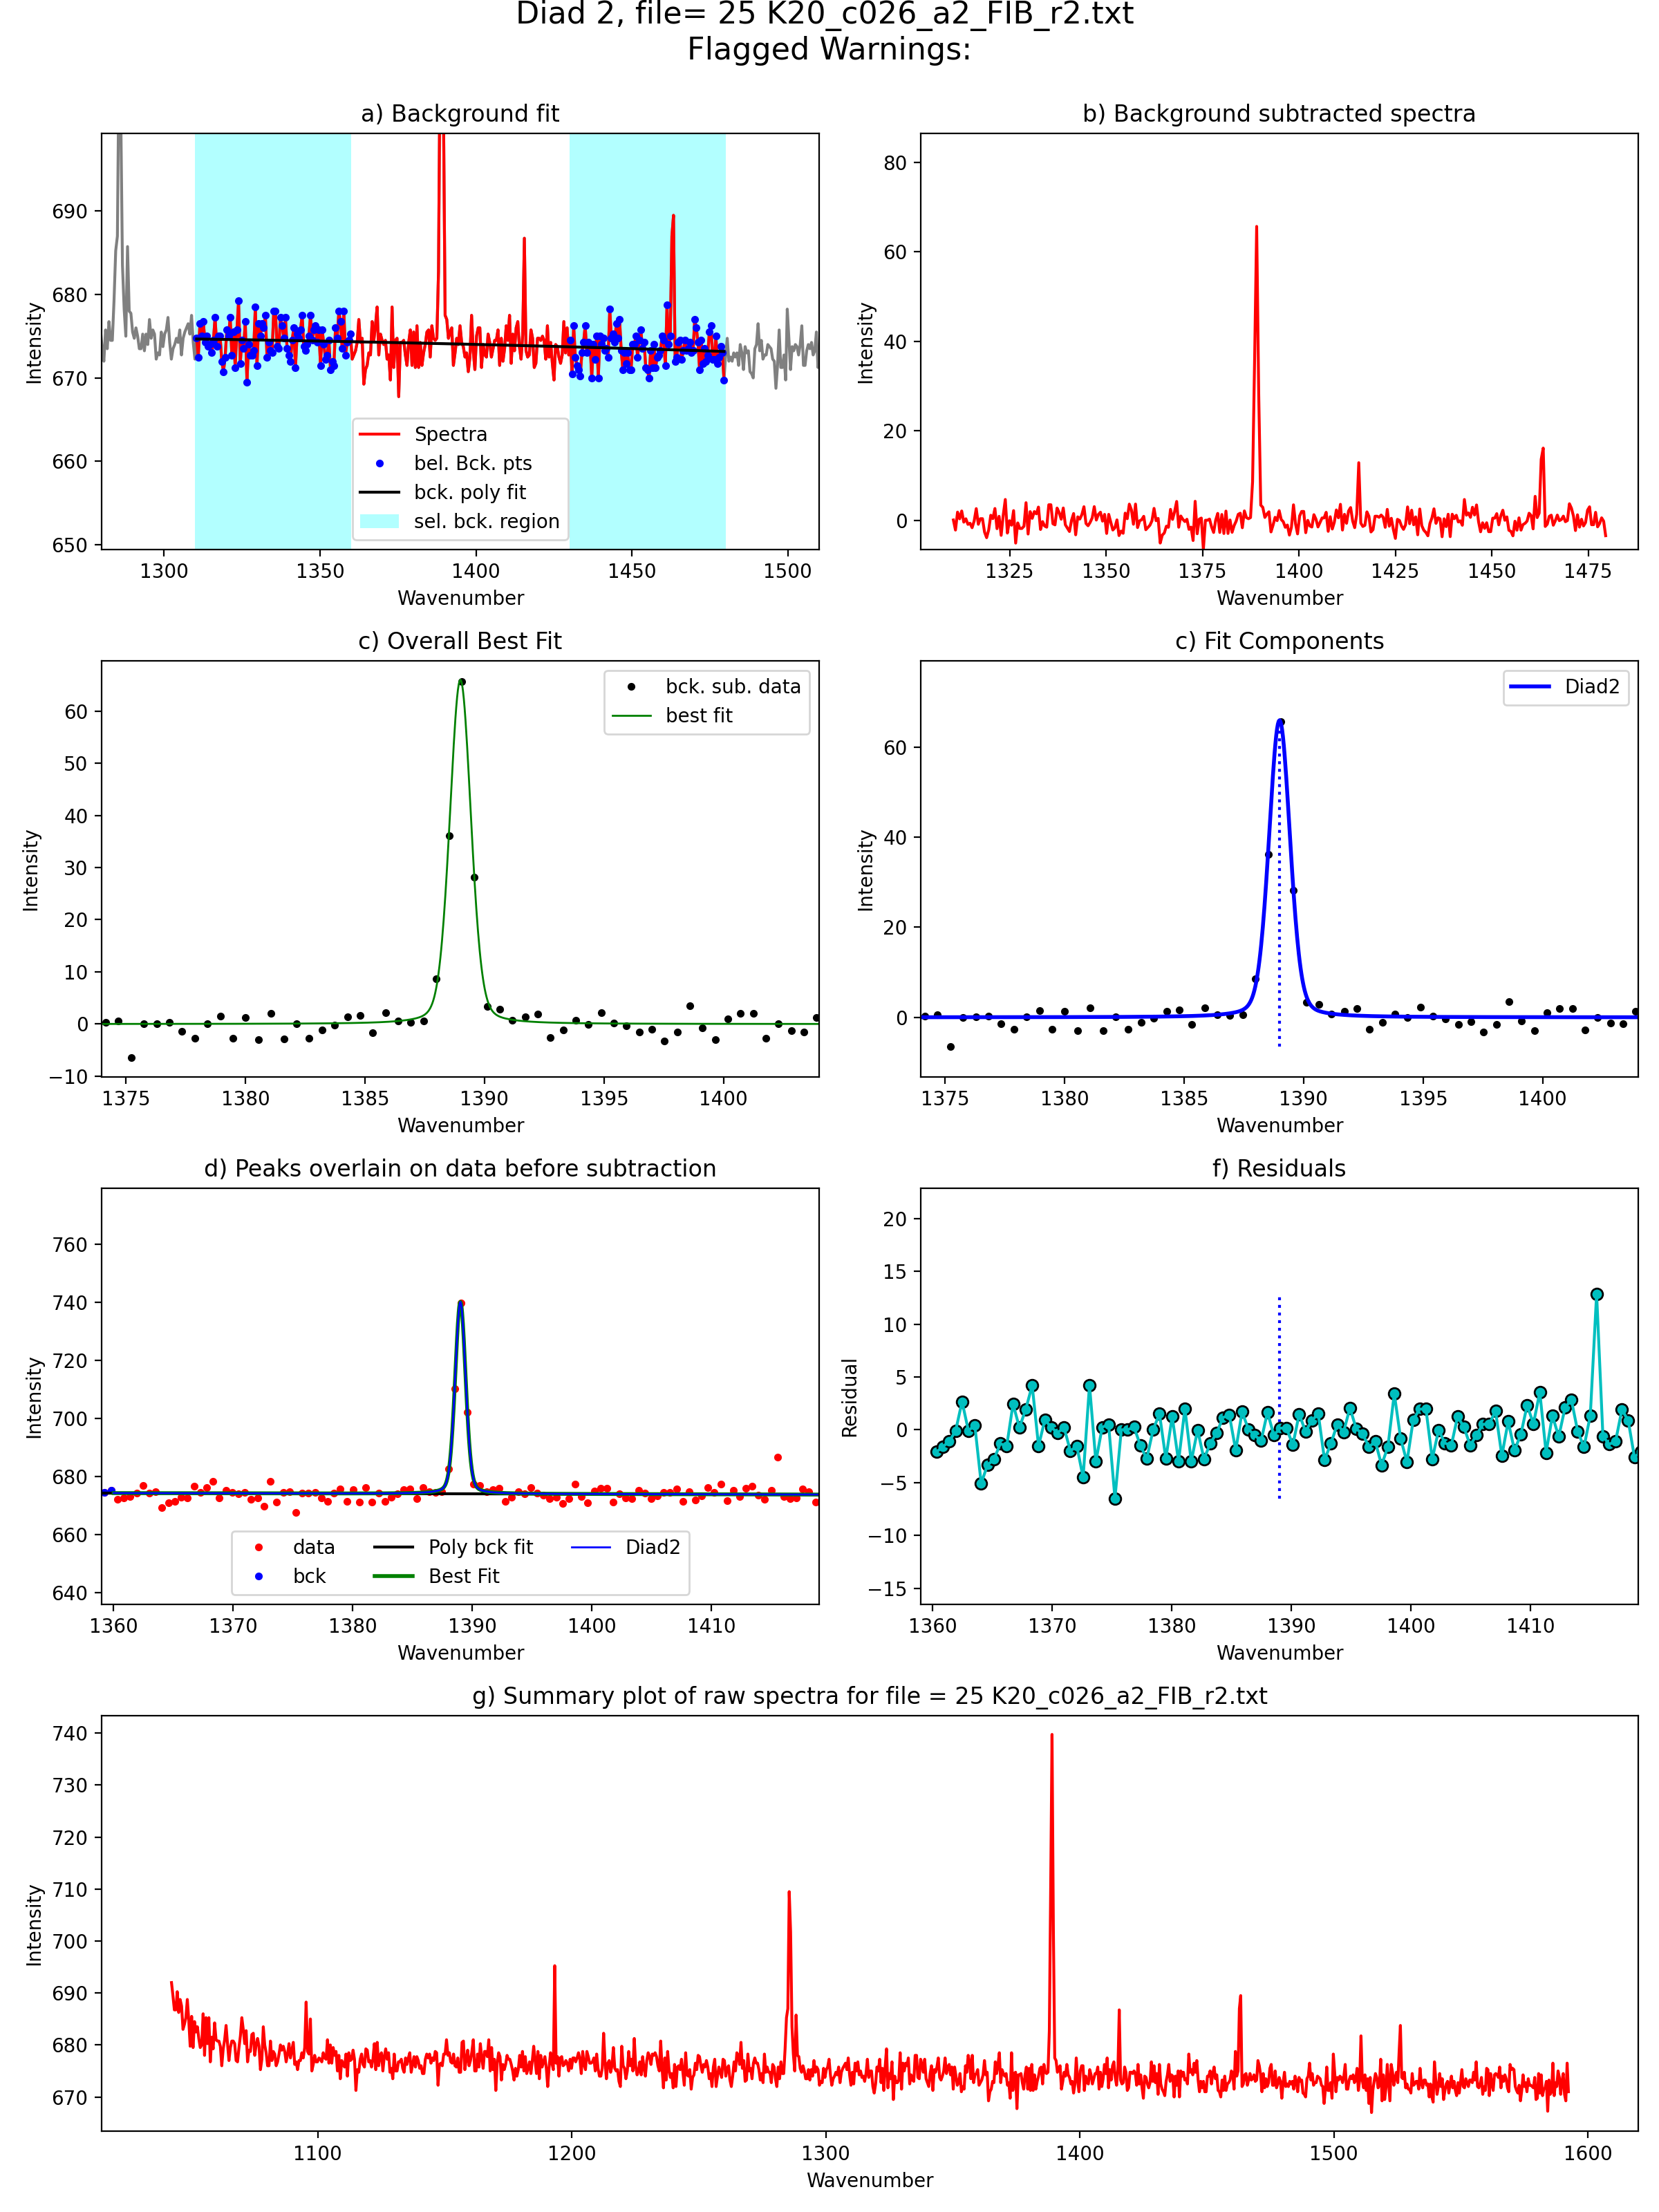 Diad 2, file= 25 K20_c026_a2_FIB_r2.txt
Flagged Warnings:
a) Background fit
Intensity
690
680
670
660
650
Spectra
bel. Bck. pts
bck. poly fit
sel. bck. region
1300 1350 1400 1450 1500
Wavenumber
b) Background subtracted spectra
Intensity
80
60
40
20
0
1325 1350 1375 1400 1425 1450 1475
Wavenumber
c) Overall Best Fit
Intensity
60
50
40
30
20
10
0
−10
bck. sub. data
best fit
1375 1380 1385 1390 1395 1400
Wavenumber
c) Fit Components
Intensity
60
40
20
0
Diad2
1375 1380 1385 1390 1395 1400
Wavenumber
d) Peaks overlain on data before subtraction
Intensity
760
740
720
700
680
660
640
data Poly bck fit Diad2
bck Best Fit
1360 1370 1380 1390 1400 1410
Wavenumber
f) Residuals
Residual
20
15
10
5
0
−5
−10
−15
1360 1370 1380 1390 1400 1410
Wavenumber
g) Summary plot of raw spectra for file = 25 K20_c026_a2_FIB_r2.txt
Intensity
740
730
720
710
700
690
680
670
1100 1200 1300 1400 1500 1600
Wavenumber